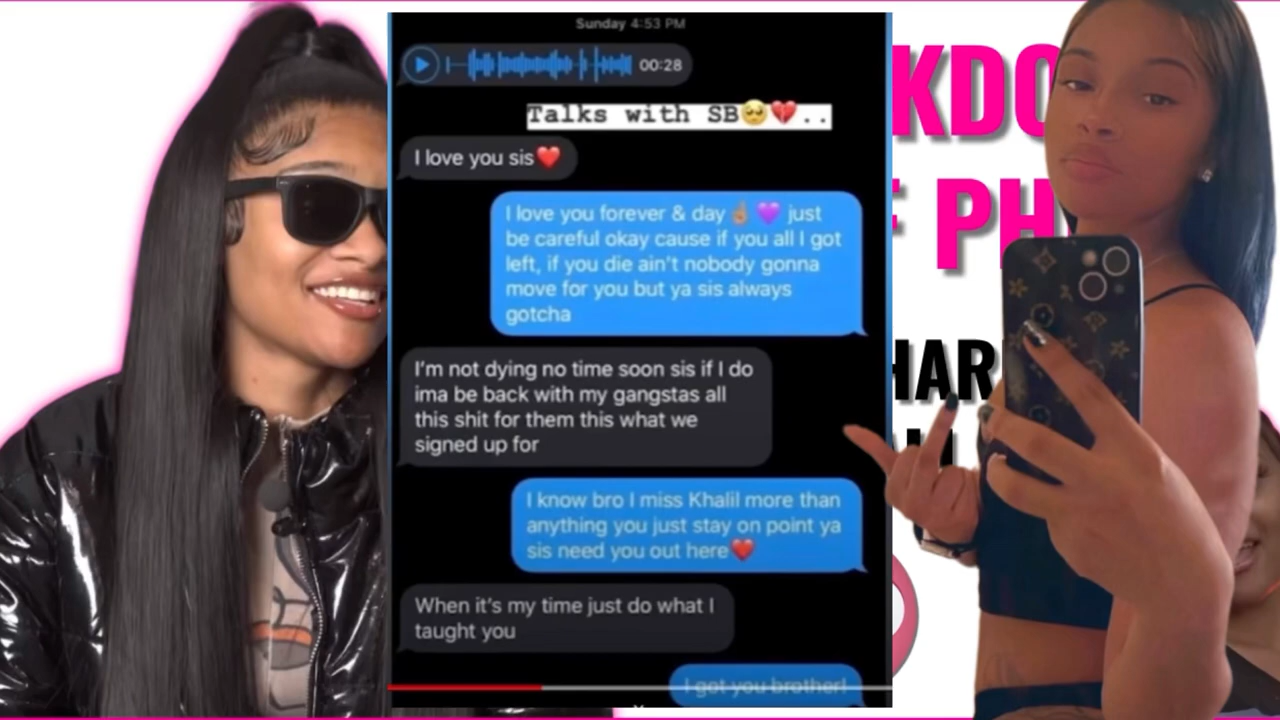 Sunday 4:53 PM
00:28
Talks with SB🥺💔..
I love you sis❤️
I love you forever & day 🤞🏽 💜 just
be careful okay cause if you all I got
left, if you die ain't nobody gonna
move for you but ya sis always
gotcha
I'm not dying no time soon sis if I do
ima be back with my gangstas all
this shit for them this what we
signed up for
I know bro I miss Khalil more than
anything you just stay on point ya
sis need you out here❤️
When it's my time just do what I
taught you
I got you brother!
KDO
PH
HAR